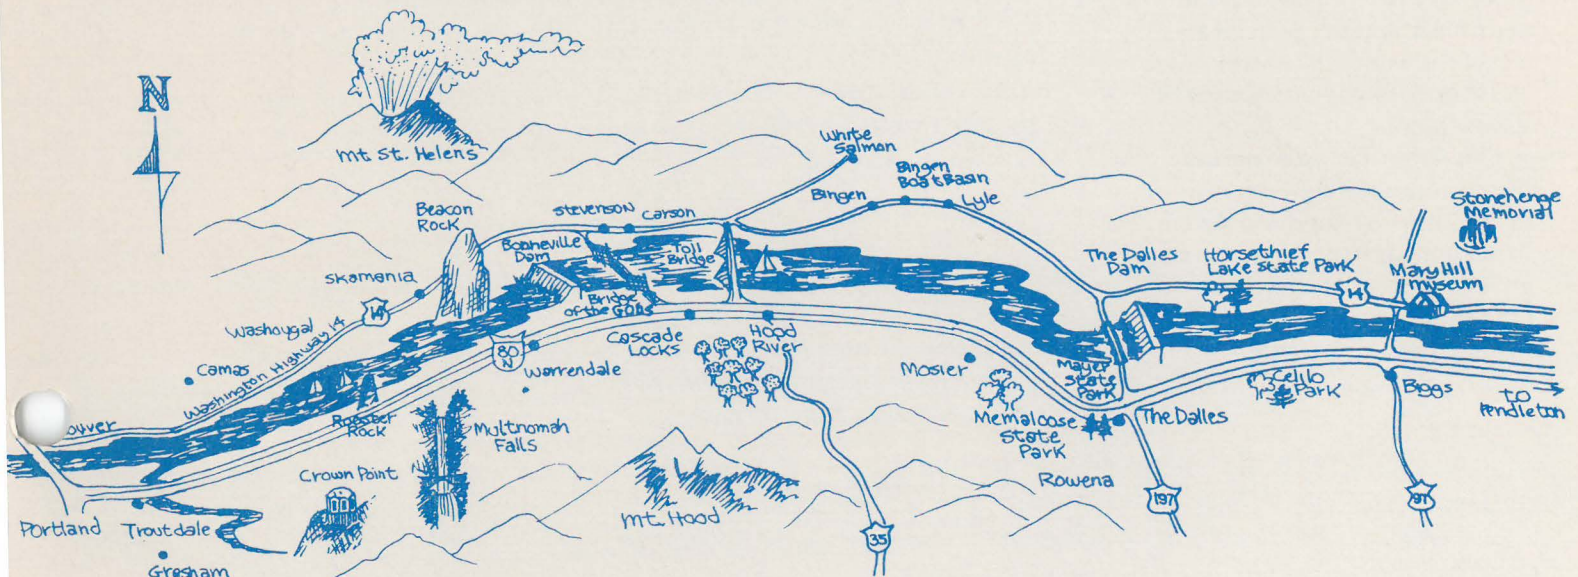 N
Mt. St. Helens
White
Salmon
Bingen
Boat Basin
Bingen
Lyle
Stonehenge
Memorial
Beacon
Rock
Stevenson
Carson
Bonneville
Dam
Toll
Bridge
The Dalles
Dam
Horsethief
Lake State Park
Mary Hill
Museum
Skamania
14
14
Bridge
of the GODS
Washougal
Washington Highway 14
Camas
80
N
Warrendale
Cascade
Locks
Hood
River
Mosier
Mayer
State
Park
Celilo
Park
Biggs
TO
Pendleton
ouver
Rooster
Rock
Multnomah
Falls
Memaloose
State
Park
The Dalles
Crown Point
Rowena
Mt. Hood
197
97
Portland
Troutdale
35
Gresham